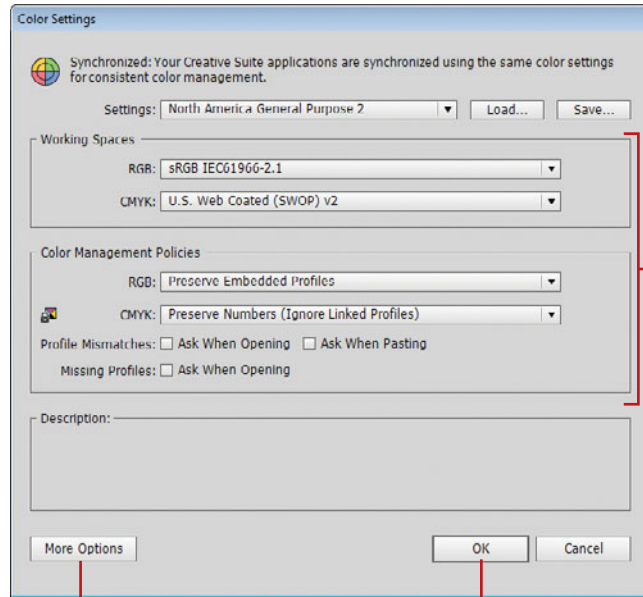 Color Settings
Synchronized: Your Creative Suite applications are synchronized using the same color settings
for consistent color management.
Settings: North America General Purpose 2 Load... Save...
Working Spaces
RGB: sRGB IEC61966-2.1
CMYK: U.S. Web Coated (SWOP) v2
Color Management Policies
RGB: Preserve Embedded Profiles
CMYK: Preserve Numbers (Ignore Linked Profiles)
Profile Mismatches: Ask When Opening Ask When Pasting
Missing Profiles: Ask When Opening
Description:
More Options OK Cancel